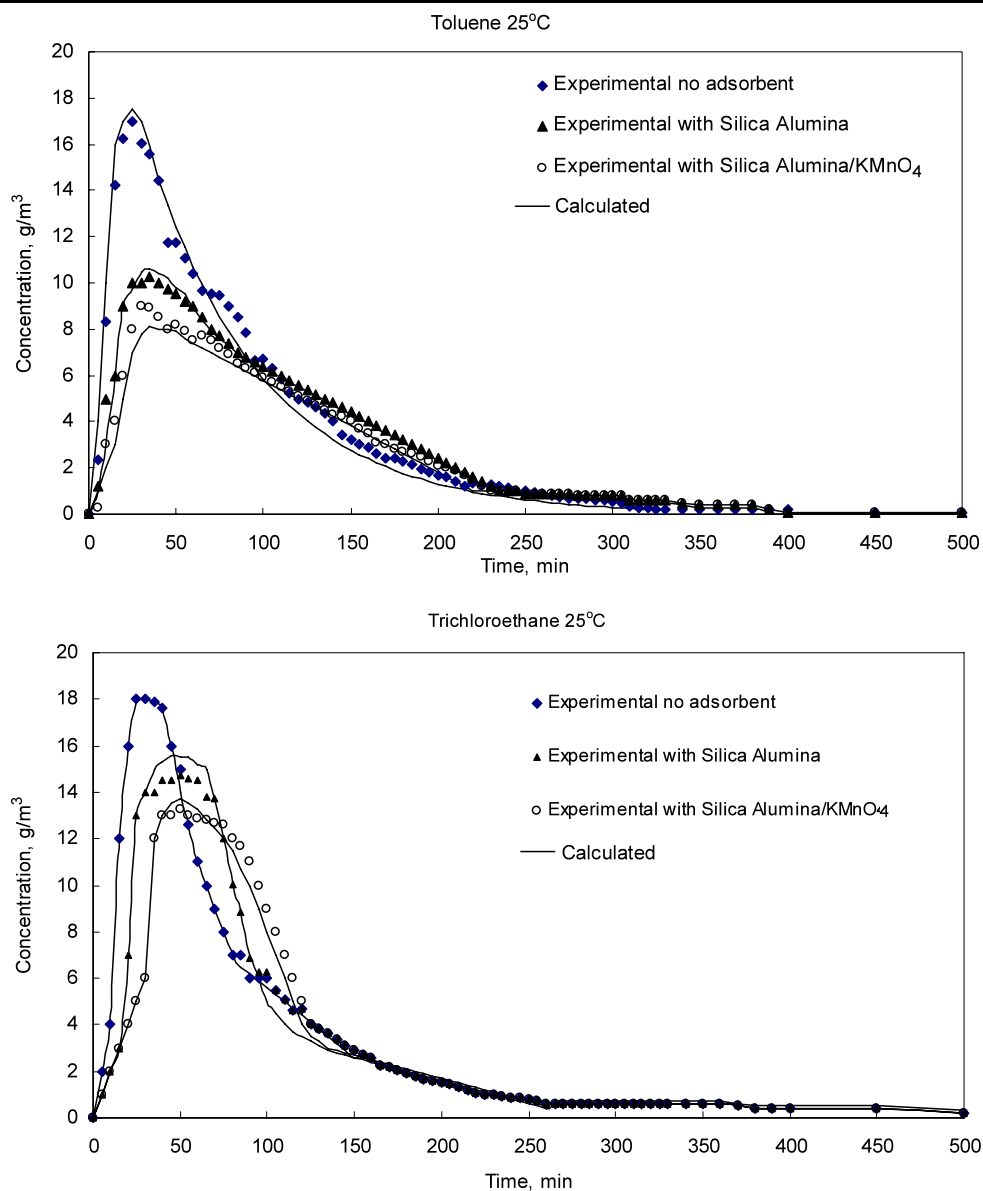 Toluene 25°C
20
18
16
14
12
10
8
6
4
2
0
Concentration, g/m³
Experimental no adsorbent
Experimental with Silica Alumina
Experimental with Silica Alumina/KMnO₄
Calculated
0 50 100 150 200 250 300 350 400 450 500
Time, min
Trichloroethane 25°C
20
18
16
14
12
10
8
6
4
2
0
Concentration, g/m³
Experimental no adsorbent
Experimental with Silica Alumina
Experimental with Silica Alumina/KMnO4
Calculated
0 50 100 150 200 250 300 350 400 450 500
Time, min